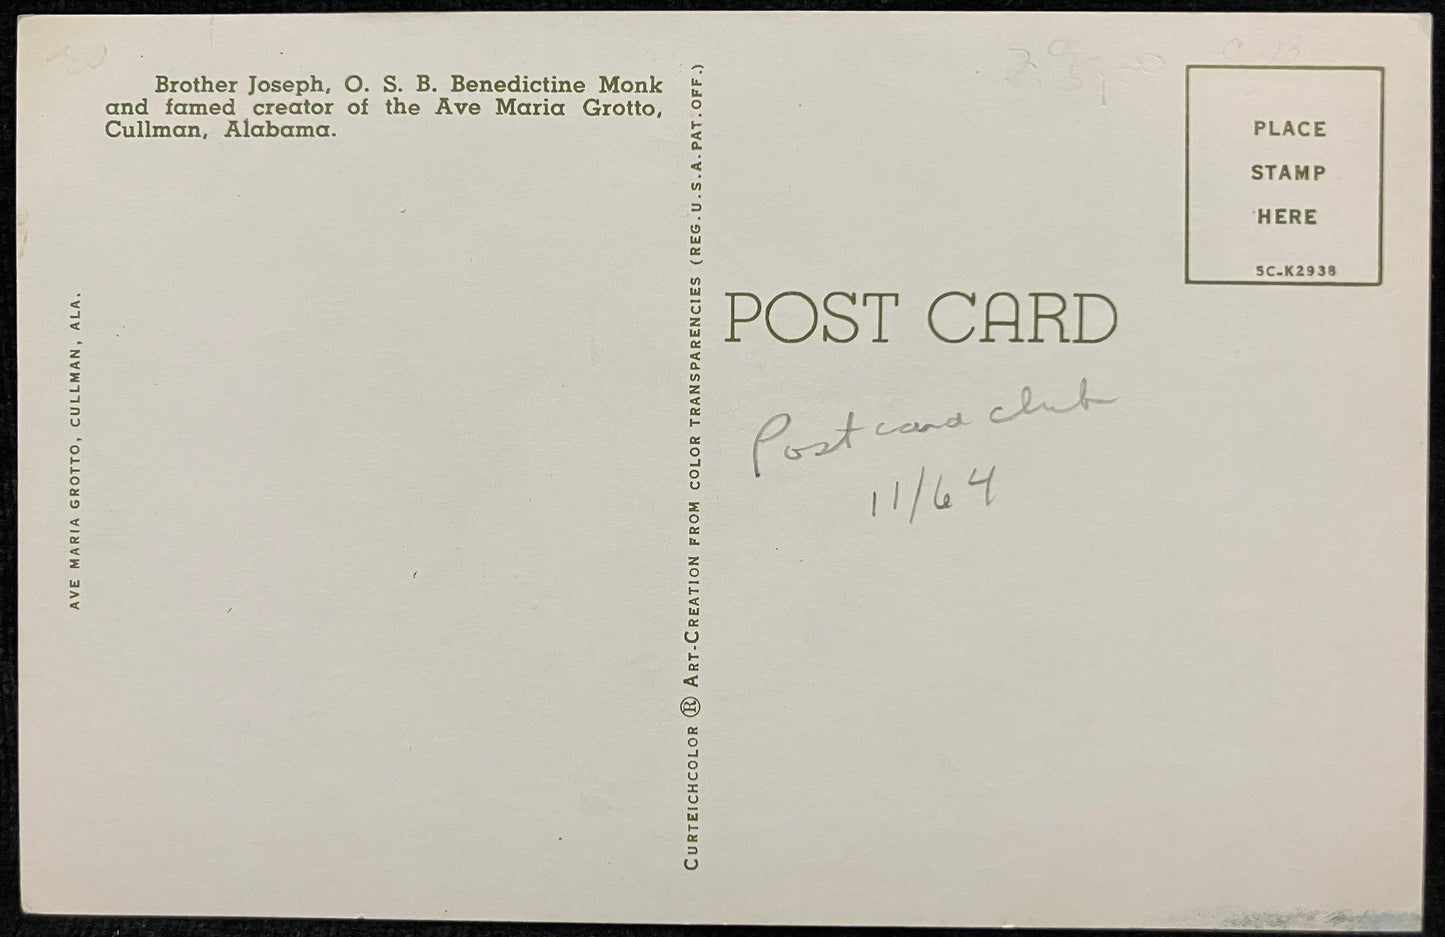 Brother Joseph, O. S. B. Benedictine Monk
and famed creator of the Ave Maria Grotto,
Cullman, Alabama.
AVE MARIA GROTTO, CULLMAN, ALA.
CURTEICHCOLOR ® ART-CREATION FROM COLOR TRANSPARENCIES (REG. U.S.A. PAT. OFF.)
PLACE
STAMP
HERE
5C-K2938
POST CARD
Postcard club
11/64